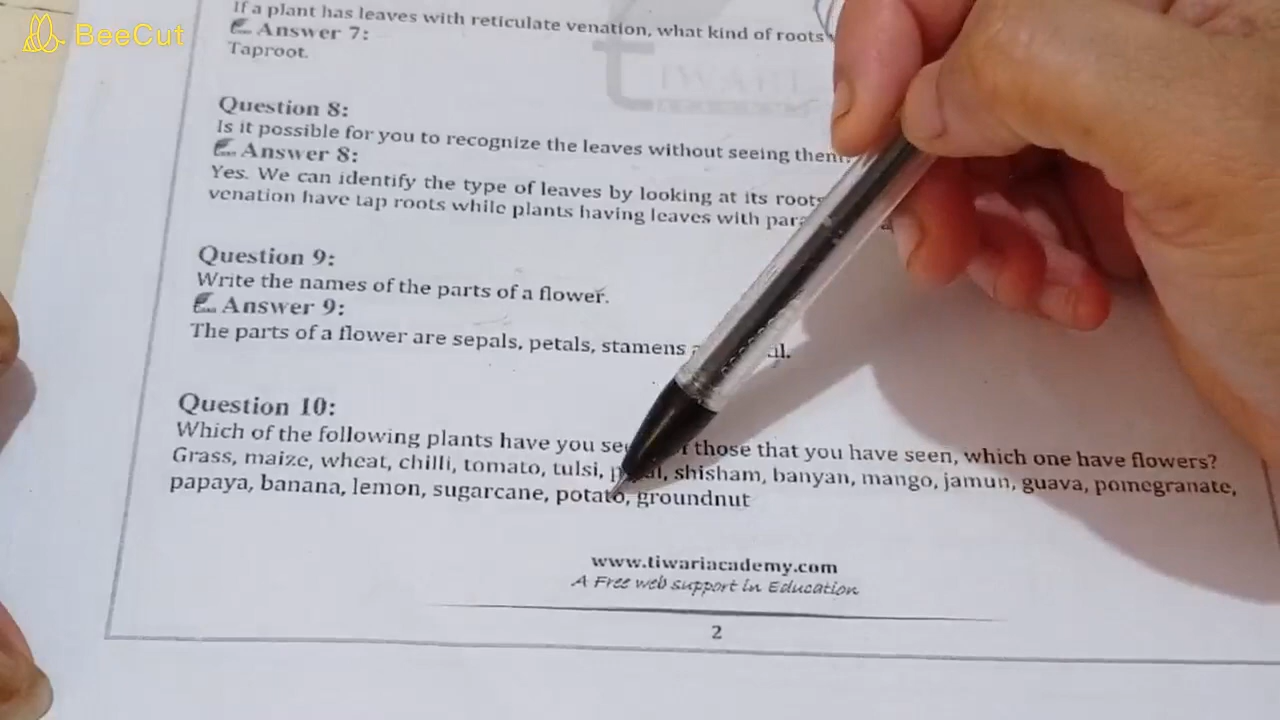 BeeCut
If a plant has leaves with reticulate venation, what kind of roots
Answer 7:
Taproot.
TIWARI
Question 8:
Is it possible for you to recognize the leaves without seeing them?
Answer 8:
Yes. We can identify the type of leaves by looking at its roots
venation have tap roots while plants having leaves with para
Question 9:
Write the names of the parts of a flower.
Answer 9:
The parts of a flower are sepals, petals, stamens
Question 10:
Which of the following plants have you se those that you have seen, which one have flowers?
Grass, maize, wheat, chilli, tomato, tulsi, shisham, banyan, mango, jamun, guava, pomegranate,
papaya, banana, lemon, sugarcane, potato, groundnut
www.tiwariacademy.com
A Free web support in Education
2